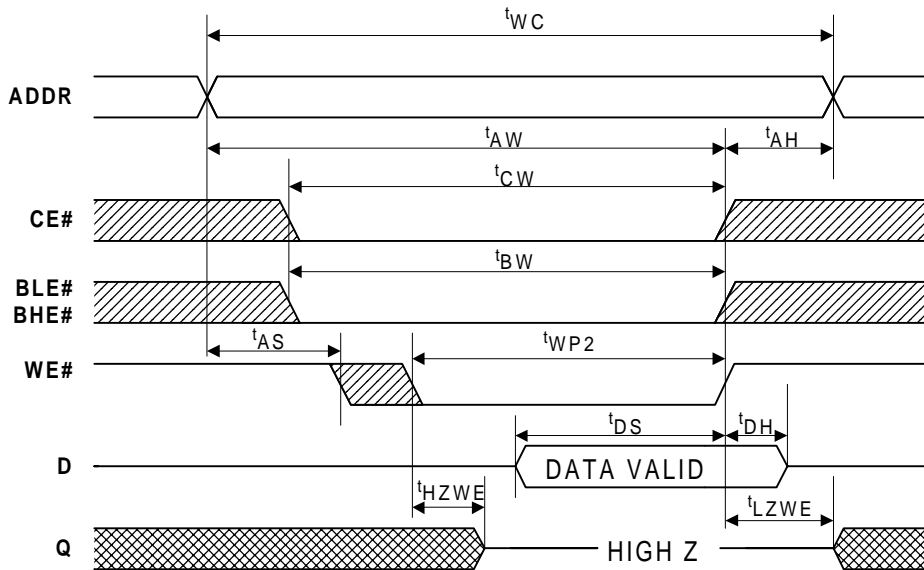 tWC
ADDR
tAW
tAH
tCW
CE#
tBW
BLE#
BHE#
tAS
tWP2
WE#
tDS
tDH
D
DATA VALID
tHZWE
tLZWE
Q
HIGH Z